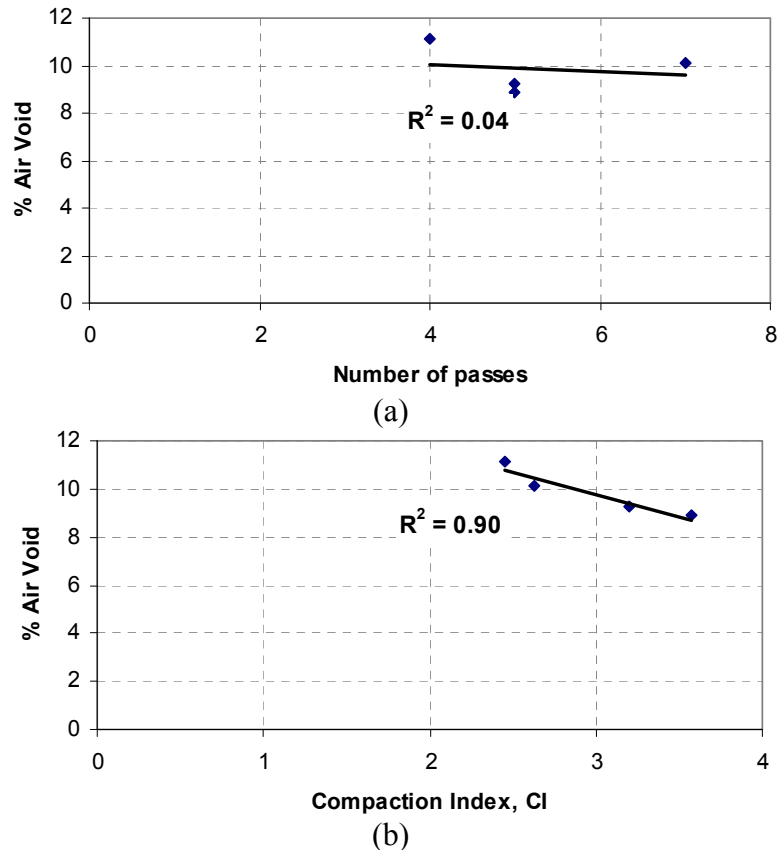 12
10
8
6
4
2
0
% Air Void
R² = 0.04
0 2 4 6 8
Number of passes
(a)
12
10
8
6
4
2
0
% Air Void
R² = 0.90
0 1 2 3 4
Compaction Index, CI
(b)